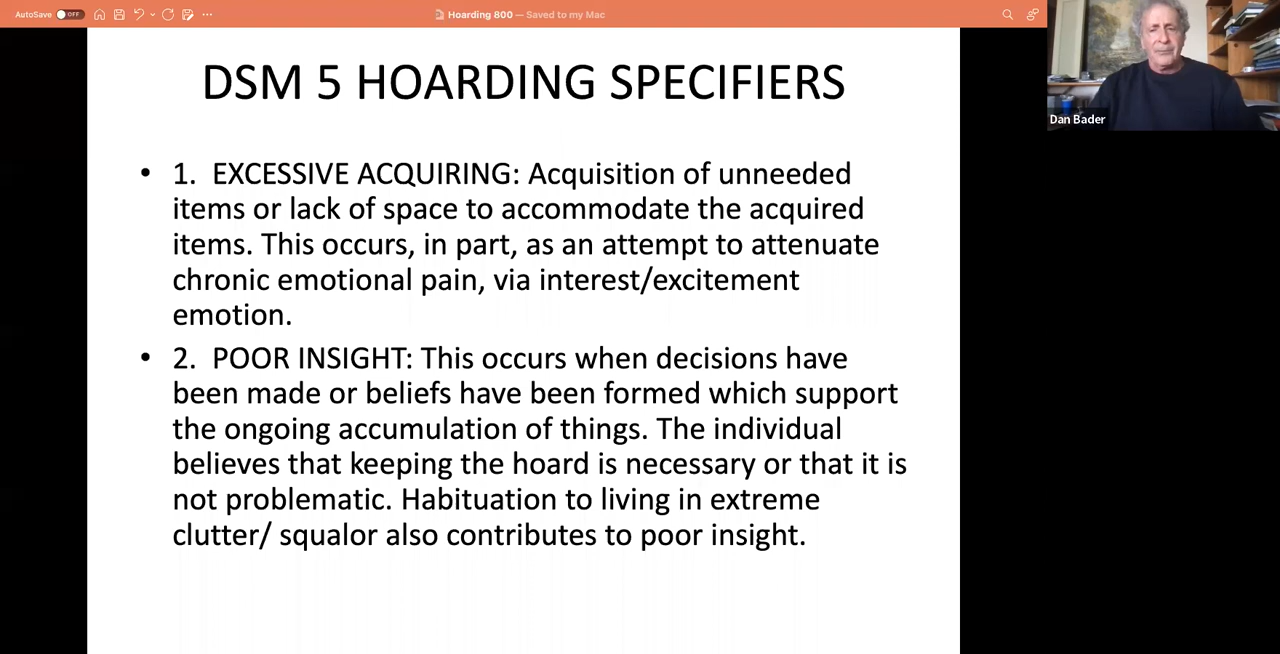 AutoSave OFF
Hoarding 800 — Saved to my Mac
DSM 5 HOARDING SPECIFIERS
• 1. EXCESSIVE ACQUIRING: Acquisition of unneeded
items or lack of space to accommodate the acquired
items. This occurs, in part, as an attempt to attenuate
chronic emotional pain, via interest/excitement
emotion.
• 2. POOR INSIGHT: This occurs when decisions have
been made or beliefs have been formed which support
the ongoing accumulation of things. The individual
believes that keeping the hoard is necessary or that it is
not problematic. Habituation to living in extreme
clutter/ squalor also contributes to poor insight.
Dan Bader